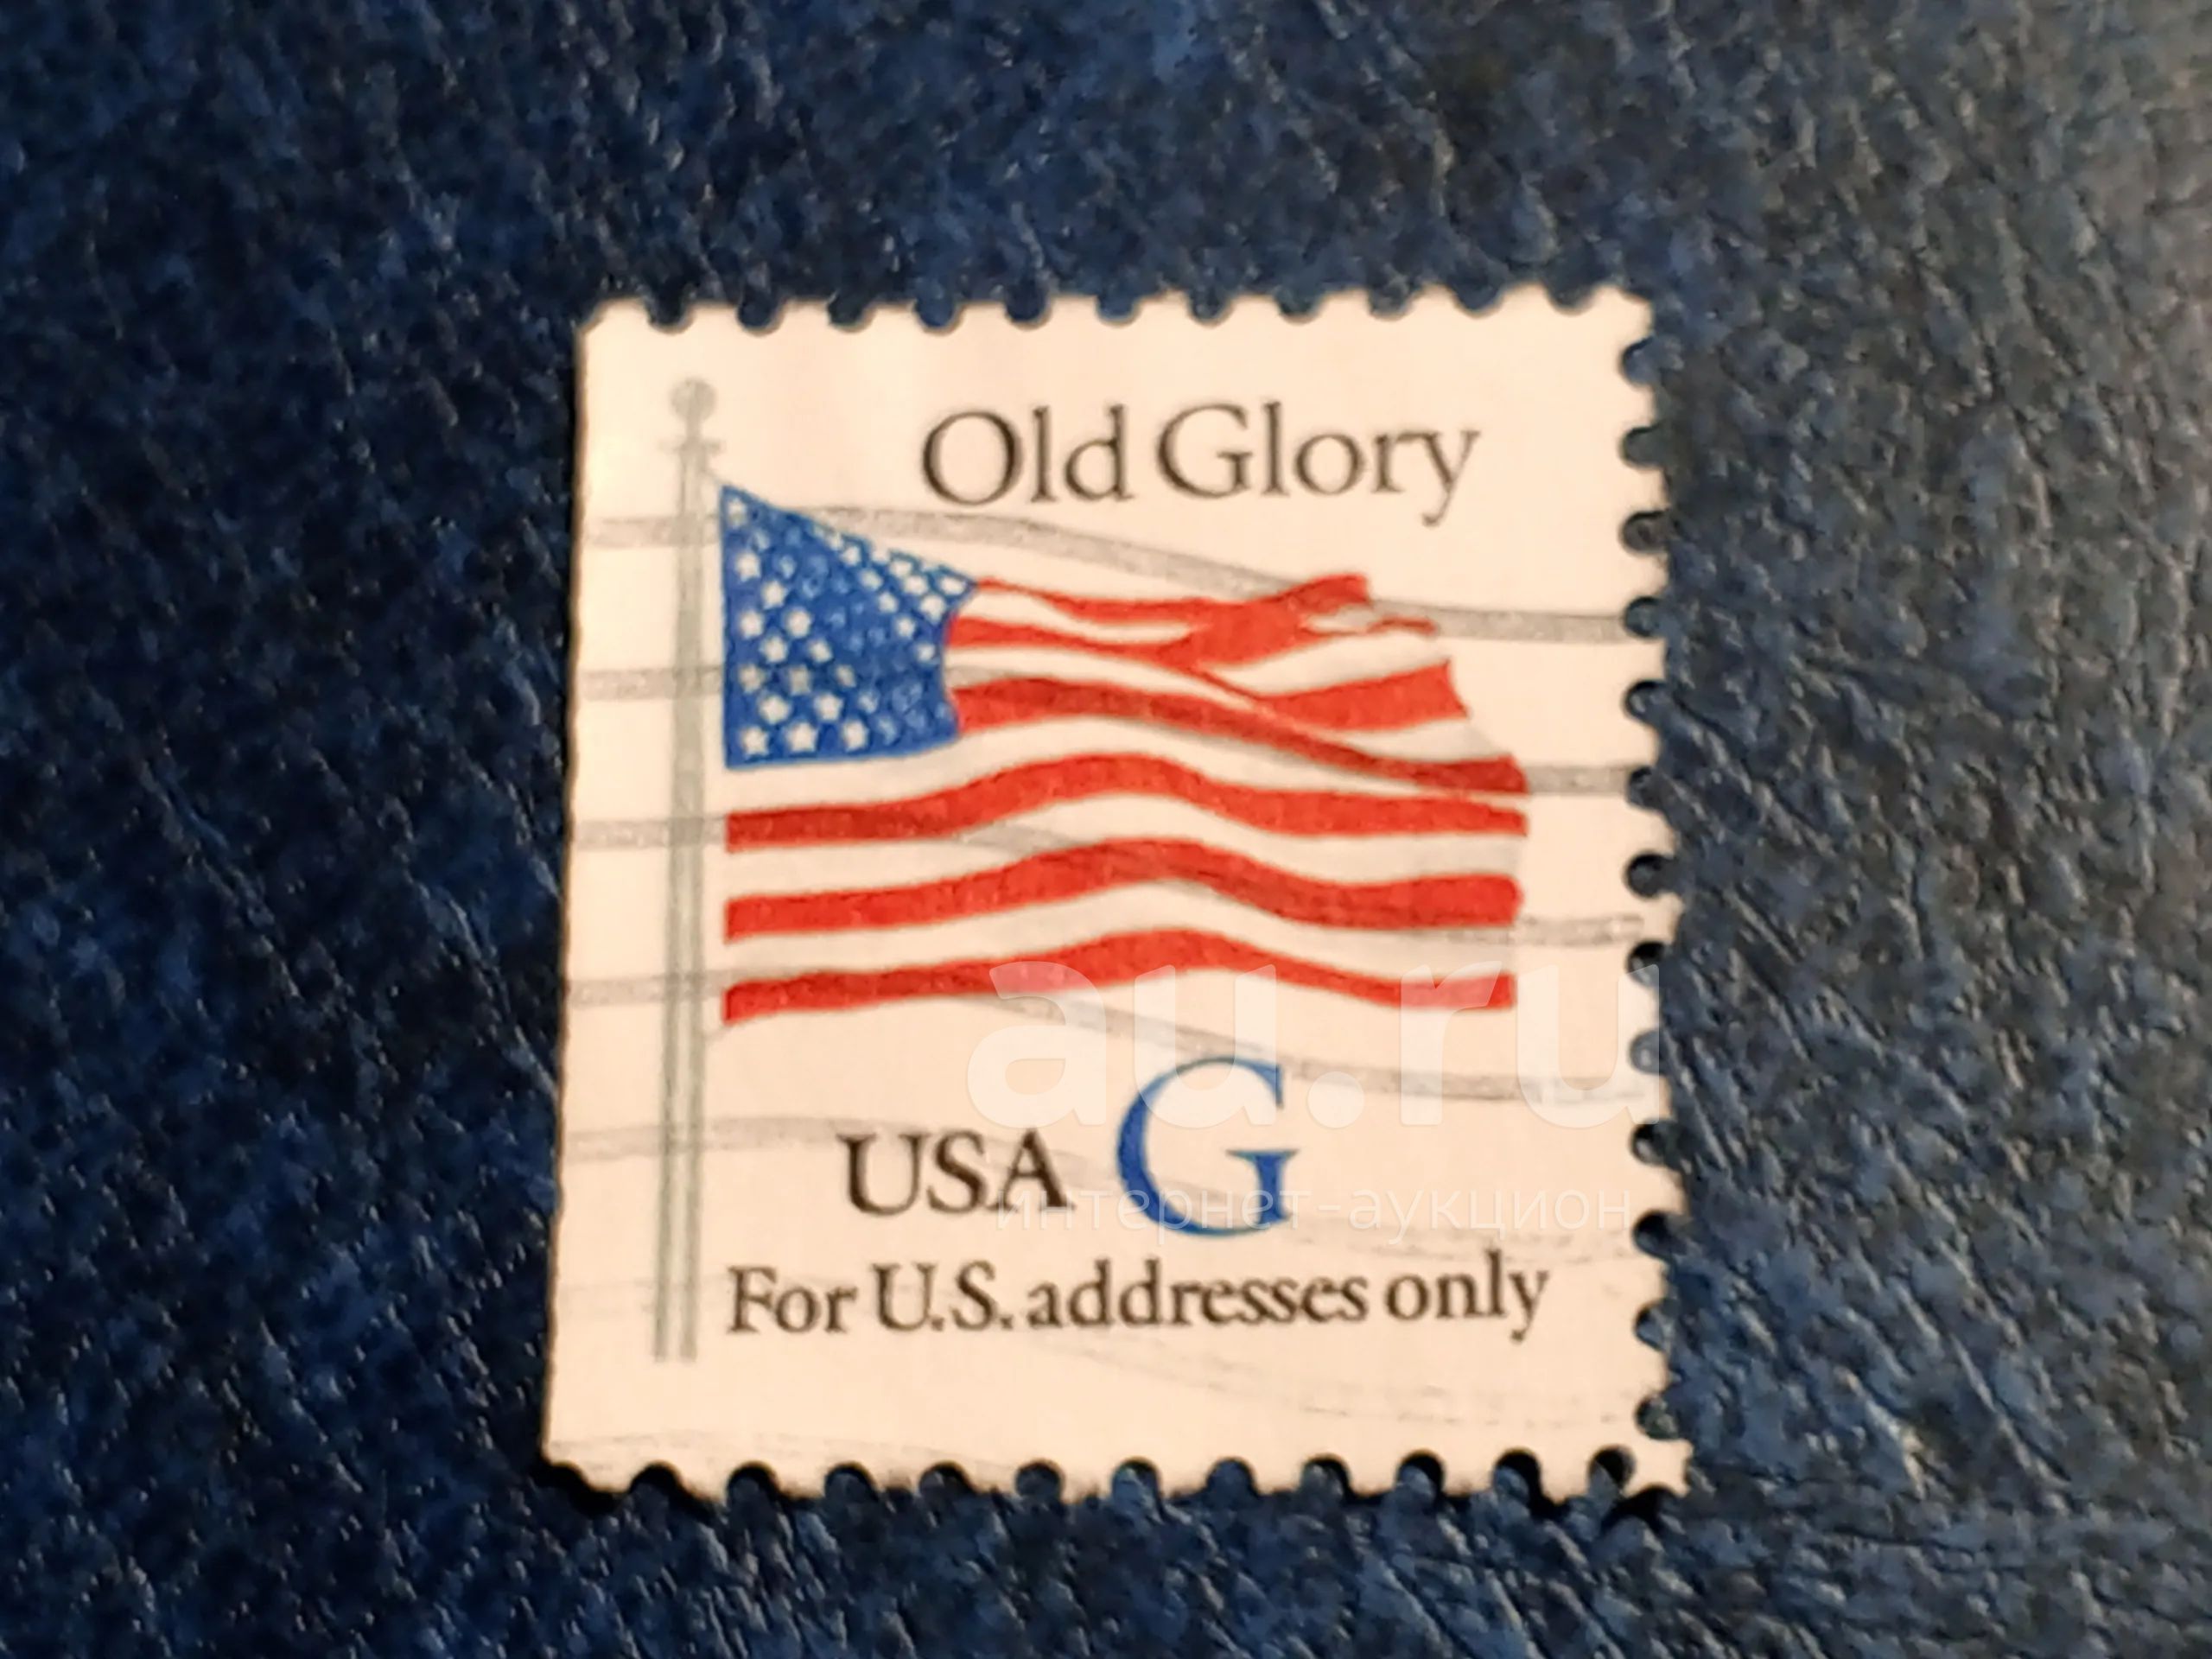 Old Glory
au.ru
USA G
интернет-аукцион
For U.S. addresses only